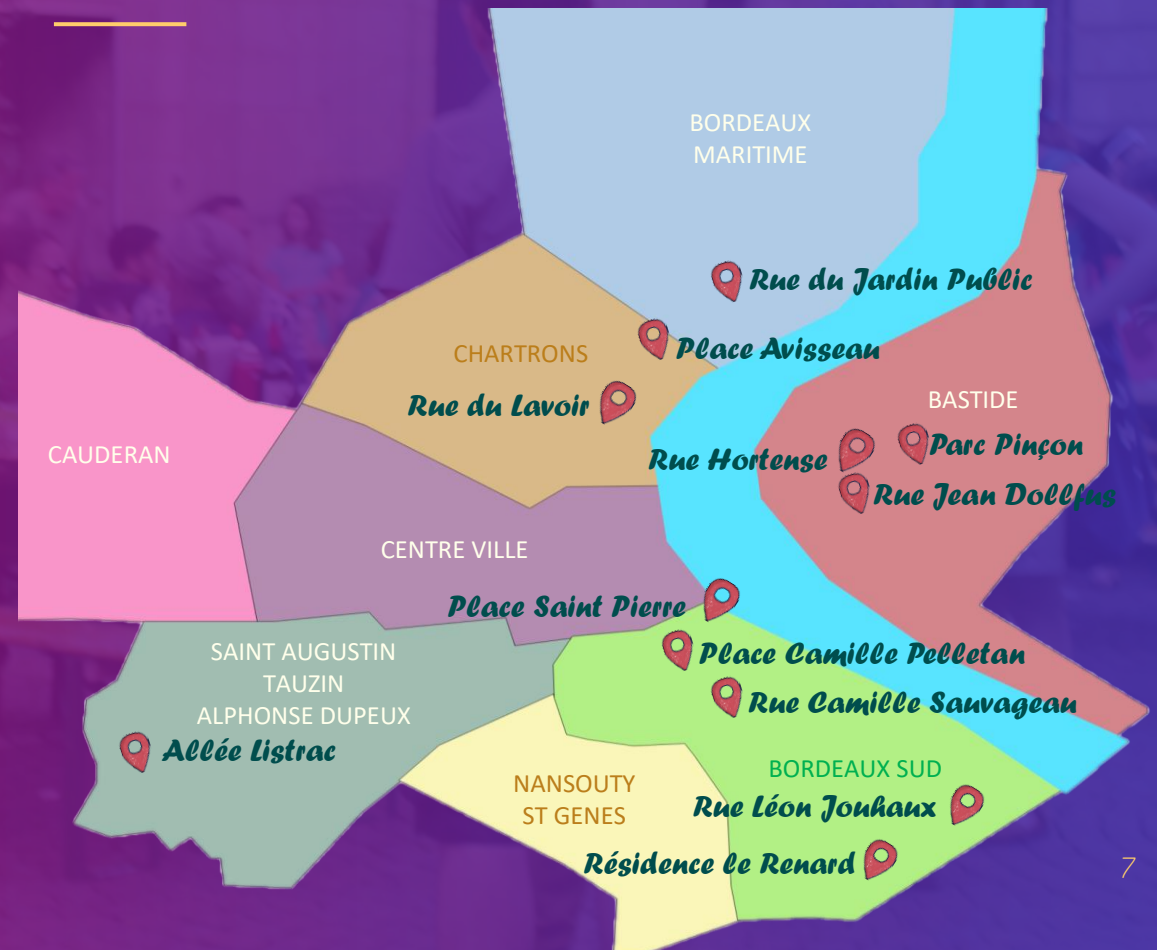 BORDEAUX
MARITIME
Rue du Jardin Public
Place Avisseau
CHARTRONS
Rue du Lavoir
BASTIDE
Parc Pinçon
Rue Hortense
Rue Jean Dollfus
CAUDERAN
CENTRE VILLE
Place Saint Pierre
Place Camille Pelletan
SAINT AUGUSTIN
TAUZIN
ALPHONSE DUPEUX
Rue Camille Sauvageau
Allée Listrac
BORDEAUX SUD
NANSOUTY
ST GENES
Rue Léon Jouhaux
Résidence le Renard
7